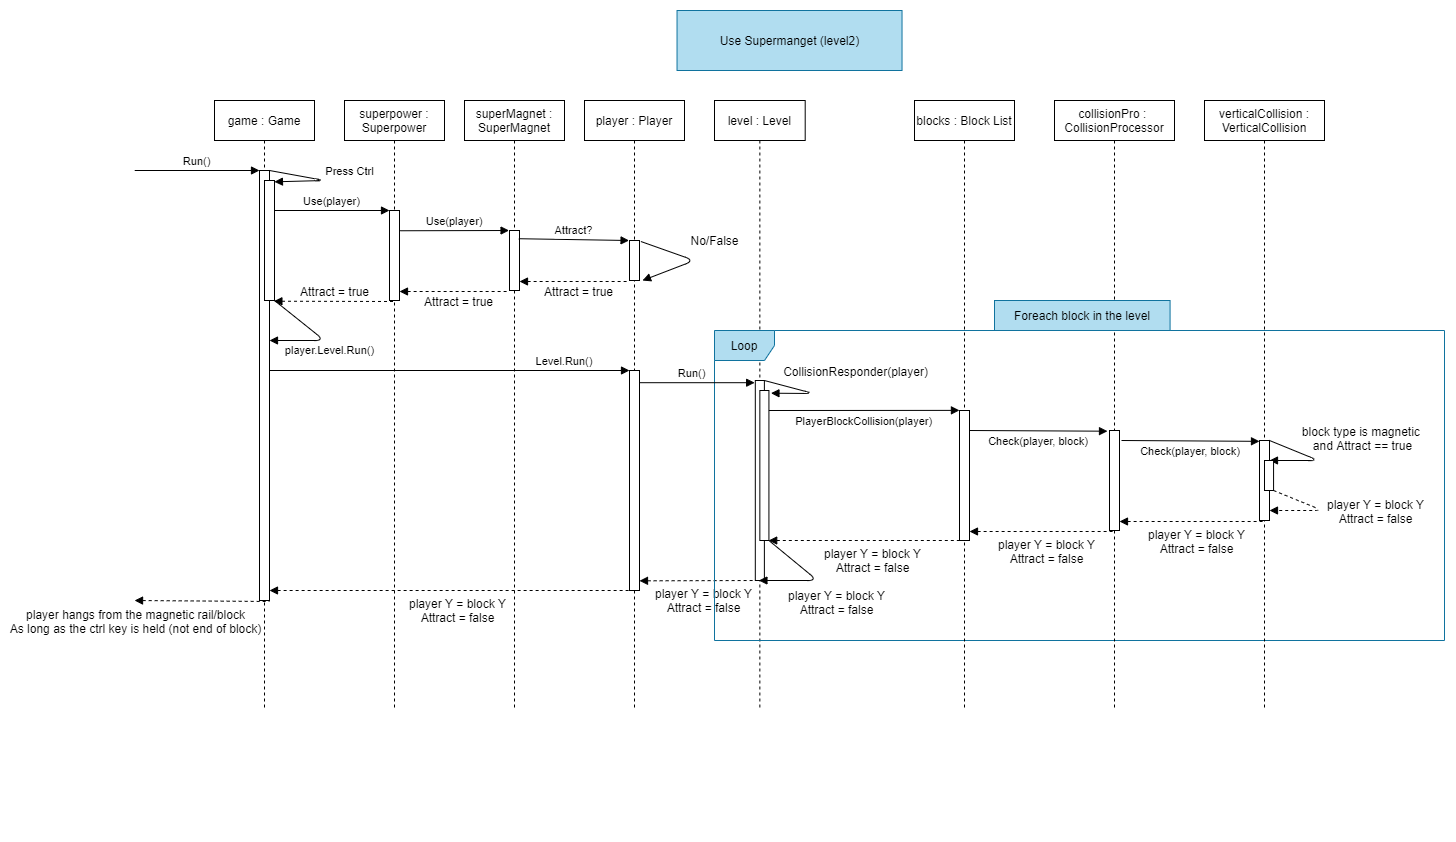 Use Supermanget (level2)
game : Game
superpower :
Superpower
superMagnet :
SuperMagnet
player : Player
level : Level
blocks : Block List
collisionPro :
CollisionProcessor
verticalCollision :
VerticalCollision
Run()
Press Ctrl
Use(player)
Use(player)
Attract?
No/False
Attract = true
Attract = true
Attract = true
Foreach block in the level
Loop
player.Level.Run()
Level.Run()
Run()
CollisionResponder(player)
PlayerBlockCollision(player)
Check(player, block)
Check(player, block)
block type is magnetic
and Attract == true
player Y = block Y
Attract = false
player Y = block Y
Attract = false
player Y = block Y
Attract = false
player Y = block Y
Attract = false
player Y = block Y
Attract = false
player Y = block Y
Attract = false
player Y = block Y
Attract = false
player hangs from the magnetic rail/block
As long as the ctrl key is held (not end of block)